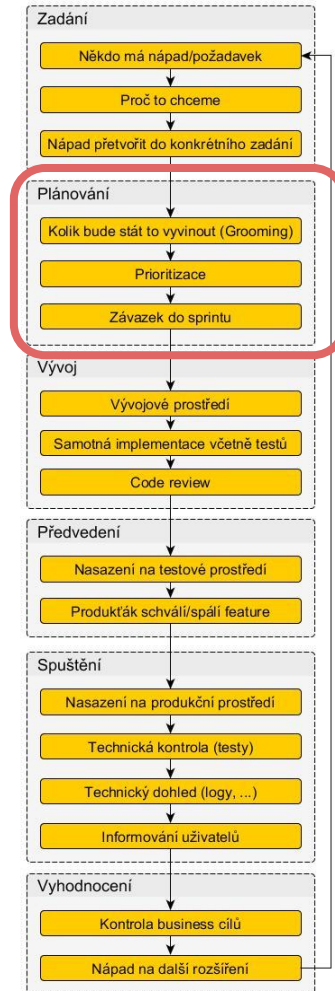 Zadání
Někdo má nápad/požadavek
Proč to chceme
Nápad přetvořit do konkrétního zadání
Plánování
Kolik bude stát to vyvinout (Grooming)
Prioritizace
Závazek do sprintu
Vývoj
Vývojové prostředí
Samotná implementace včetně testů
Code review
Předvedení
Nasazení na testové prostředí
Produkťák schválí/spálí feature
Spuštění
Nasazení na produkční prostředí
Technická kontrola (testy)
Technický dohled (logy, ...)
Informování uživatelů
Vyhodnocení
Kontrola business cílů
Nápad na další rozšíření